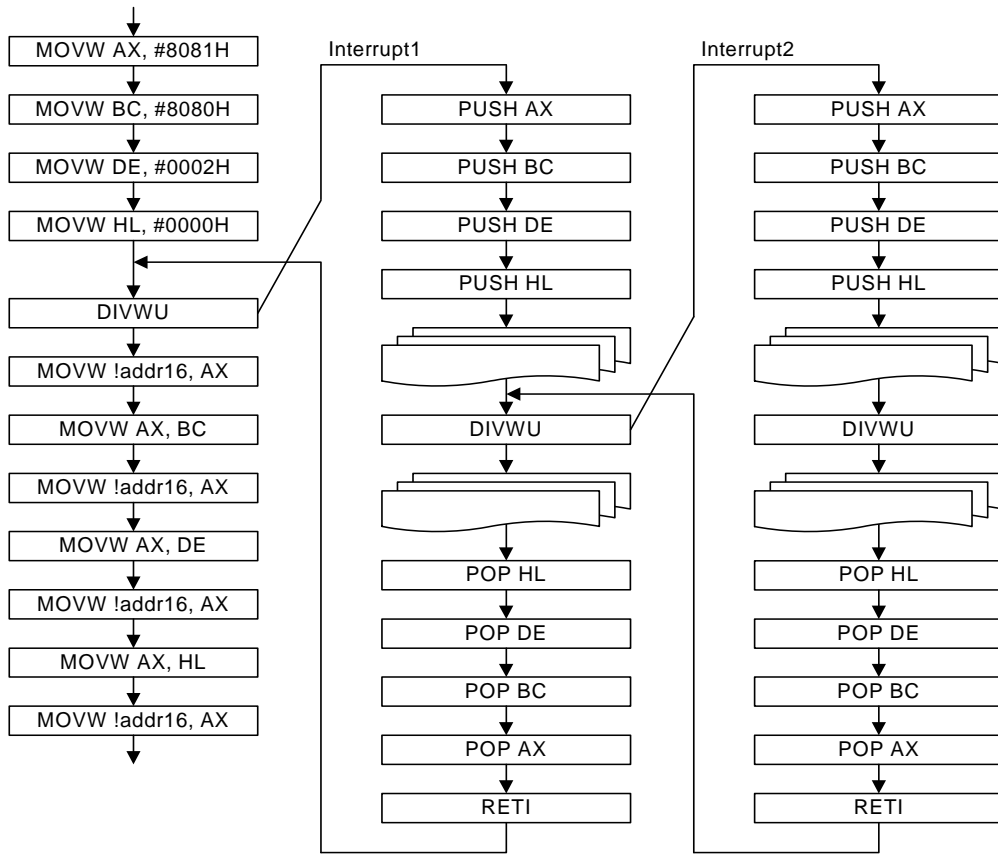 MOVW AX, #8081H
MOVW BC, #8080H
MOVW DE, #0002H
MOVW HL, #0000H
DIVWU
MOVW !addr16, AX
MOVW AX, BC
MOVW !addr16, AX
MOVW AX, DE
MOVW !addr16, AX
MOVW AX, HL
MOVW !addr16, AX
Interrupt1
PUSH AX
PUSH BC
PUSH DE
PUSH HL
DIVWU
POP HL
POP DE
POP BC
POP AX
RETI
Interrupt2
PUSH AX
PUSH BC
PUSH DE
PUSH HL
DIVWU
POP HL
POP DE
POP BC
POP AX
RETI